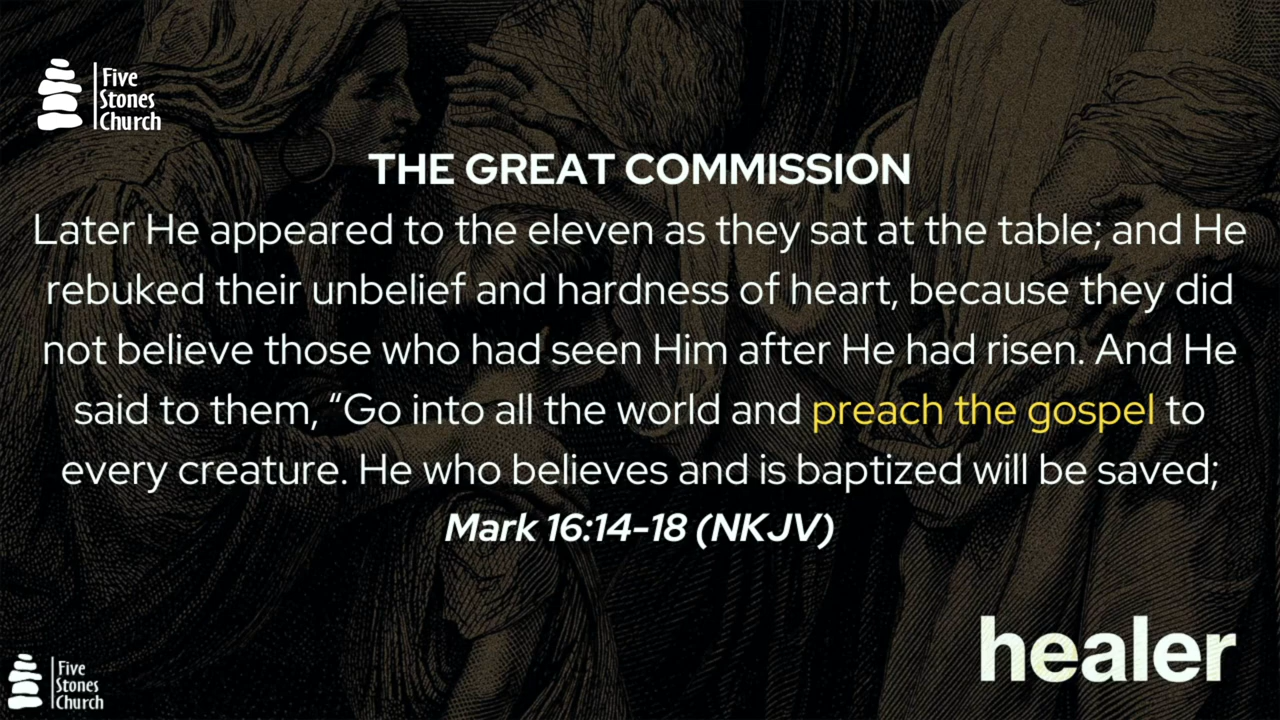 Five
Stones
Church
THE GREAT COMMISSION
Later He appeared to the eleven as they sat at the table; and He
rebuked their unbelief and hardness of heart, because they did
not believe those who had seen Him after He had risen. And He
said to them, “Go into all the world and preach the gospel to
every creature. He who believes and is baptized will be saved;
Mark 16:14-18 (NKJV)
healer
Five
Stones
Church